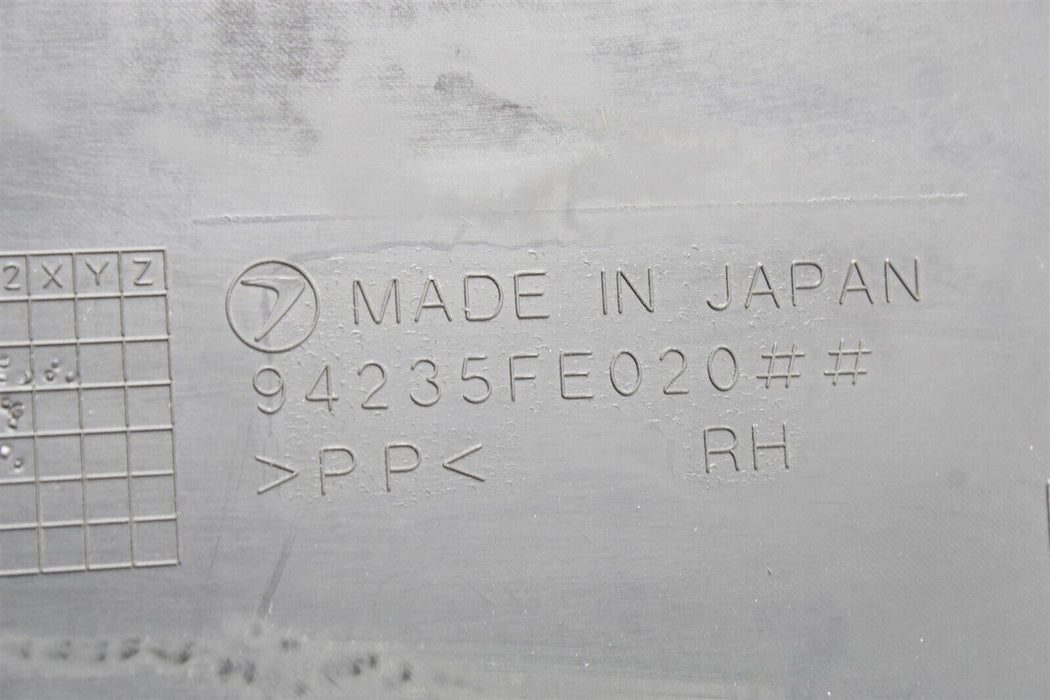 2 X Y Z
MADE IN JAPAN
94235FE020##
>PP< RH